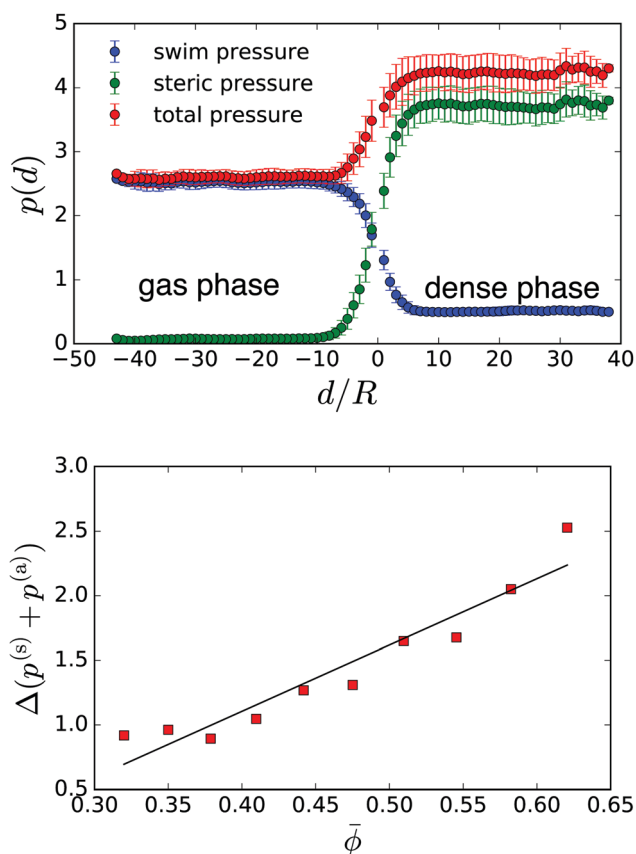 5
swim pressure
steric pressure
total pressure
4
3
p(d)
2
1
gas phase
dense phase
0
−50 −40 −30 −20 −10 0 10 20 30 40
d/R
3.0
2.5
Δ(p⁽ˢ⁾ + p⁽ᵃ⁾)
2.0
1.5
1.0
0.5
0.30 0.35 0.40 0.45 0.50 0.55 0.60 0.65
ϕ̄